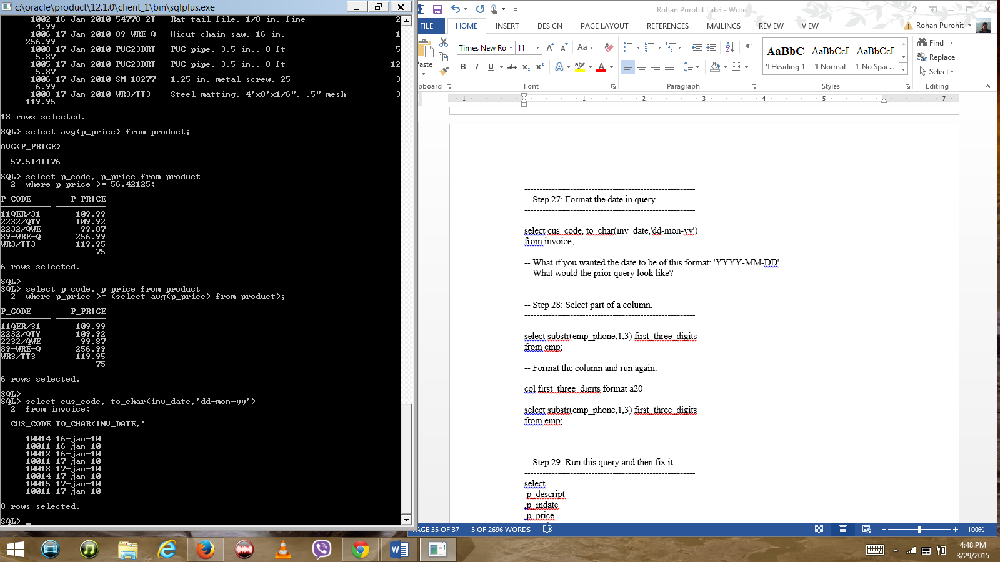 c:\oracle\product\12.1.0\client_1\bin\sqlplus.exe
1002 16-Jan-2010 54778-2T Rat-tail file, 1/8-in. fine 2
4.99
1006 17-Jan-2010 89-WRE-Q Hicut chain saw, 16 in. 1
256.99
1008 17-Jan-2010 PVC23DRT PVC pipe, 3.5-in., 8-ft 5
5.87
1005 17-Jan-2010 PVC23DRT PVC pipe, 3.5-in., 8-ft 12
5.87
1006 17-Jan-2010 SM-18277 1.25-in. metal screw, 25 3
6.99
1008 17-Jan-2010 WR3/TT3 Steel matting, 4'x8'x1/6", .5" mesh 3
119.95
18 rows selected.
SQL> select avg(p_price) from product;
AVG(P_PRICE)
------------
57.5141176
SQL> select p_code, p_price from product
2 where p_price >= 56.42125;
P_CODE P_PRICE
---------- ----------
11QER/31 109.99
2232/QTY 109.92
2232/QWE 99.87
89-WRE-Q 256.99
WR3/TT3 119.95
75
6 rows selected.
SQL>
SQL> select p_code, p_price from product
2 where p_price >= (select avg(p_price) from product);
P_CODE P_PRICE
---------- ----------
11QER/31 109.99
2232/QTY 109.92
2232/QWE 99.87
89-WRE-Q 256.99
WR3/TT3 119.95
75
6 rows selected.
SQL>
SQL> select cus_code, to_char(inv_date,'dd-mon-yy')
2 from invoice;
CUS_CODE TO_CHAR(INV_DATE,'
---------- ------------------
10014 16-jan-10
10011 16-jan-10
10012 16-jan-10
10011 17-jan-10
10018 17-jan-10
10014 17-jan-10
10015 17-jan-10
10011 17-jan-10
8 rows selected.
SQL> _
Rohan Purohit Lab3 - Word
FILE HOME INSERT DESIGN PAGE LAYOUT REFERENCES MAILINGS REVIEW VIEW Rohan Purohit
Times New Ro 11 Aa
B I U abc x₂ x² A A
aste
pboard Font Paragraph Styles Editing
AaBbC AaBbCcI AaBbCcI
¶ Heading 1 ¶ Normal ¶ No Spac...
Find
Replace
Select
1 1 2 3 4 5 7
-- Step 27: Format the date in query.
select cus_code, to_char(inv_date,'dd-mon-yy')
from invoice;
-- What if you wanted the date to be of this format: 'YYYY-MM-DD'
-- What would the prior query look like?
-- Step 28: Select part of a column.
select substr(emp_phone,1,3) first_three_digits
from emp;
-- Format the column and run again:
col first_three_digits format a20
select substr(emp_phone,1,3) first_three_digits
from emp;
-- Step 29: Run this query and then fix it.
select
p_descript
,p_indate
,p_price
PAGE 35 OF 37 5 OF 2696 WORDS 100%
4:48 PM
3/29/2015